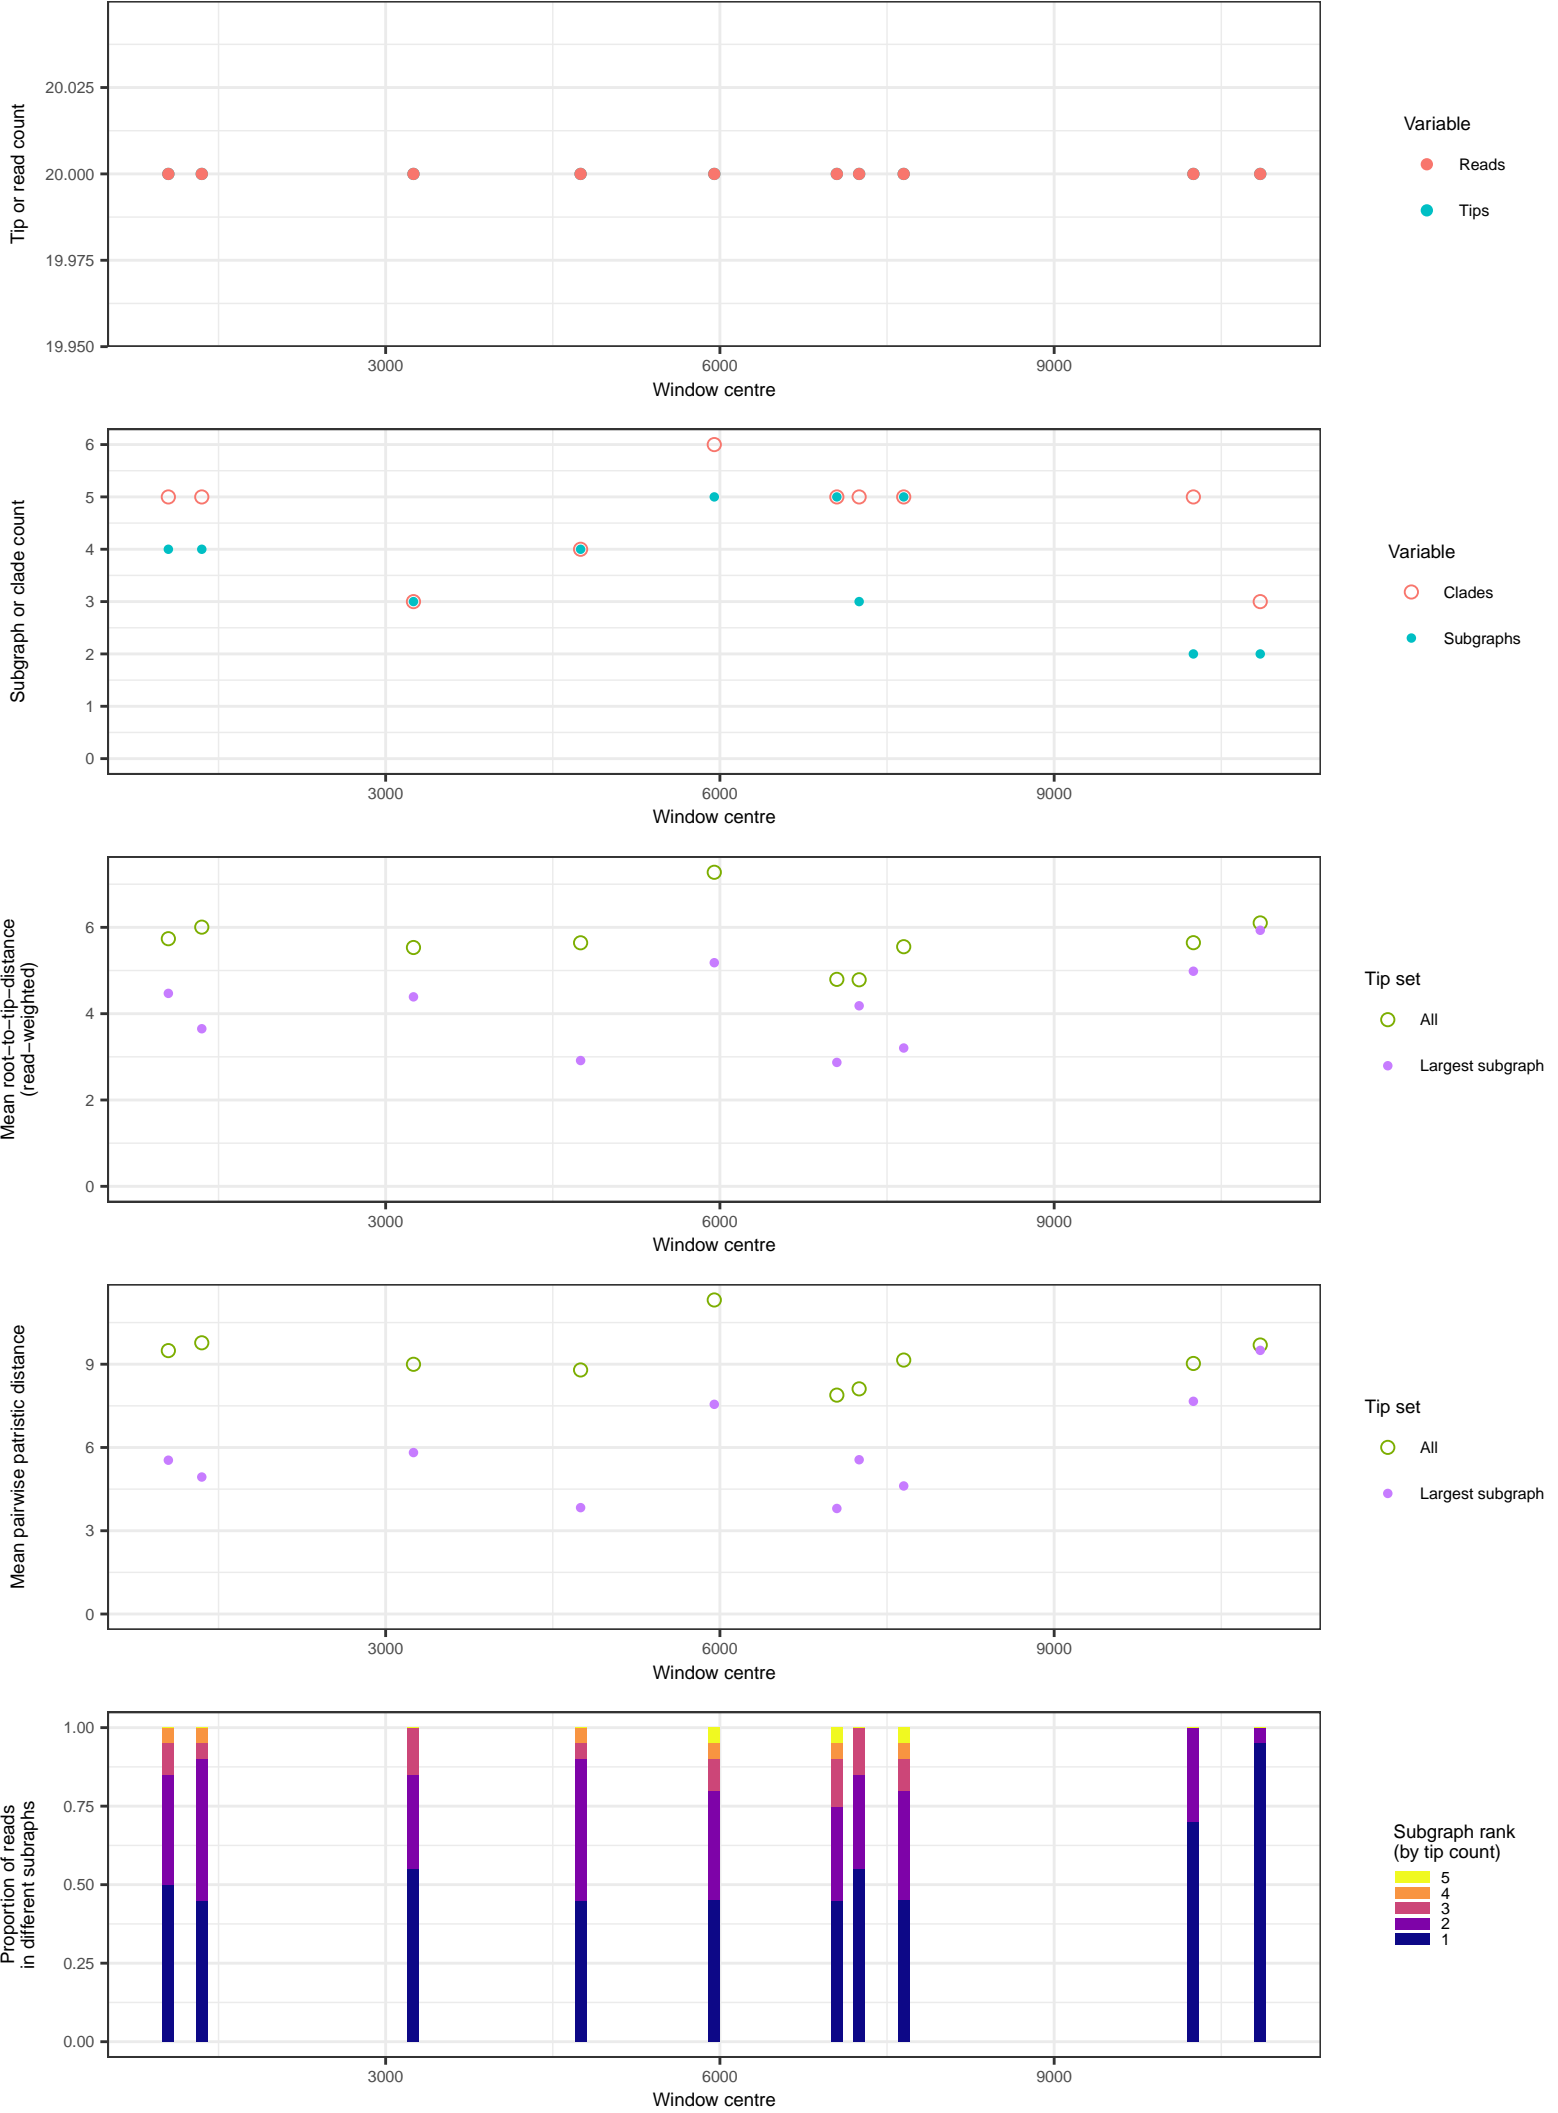 Tip or read count
20.025
20.000
19.975
19.950
3000
6000
9000
Window centre
Variable
Reads
Tips
Subgraph or clade count
6
5
4
3
2
1
0
3000
6000
9000
Window centre
Variable
Clades
Subgraphs
Mean root−to−tip−distance
(read−weighted)
6
4
2
0
3000
6000
9000
Window centre
Tip set
All
Largest subgraph
Mean pairwise patristic distance
9
6
3
0
3000
6000
9000
Window centre
Tip set
All
Largest subgraph
Proportion of reads
in different subraphs
1.00
0.75
0.50
0.25
0.00
3000
6000
9000
Window centre
Subgraph rank
(by tip count)
5
4
3
2
1